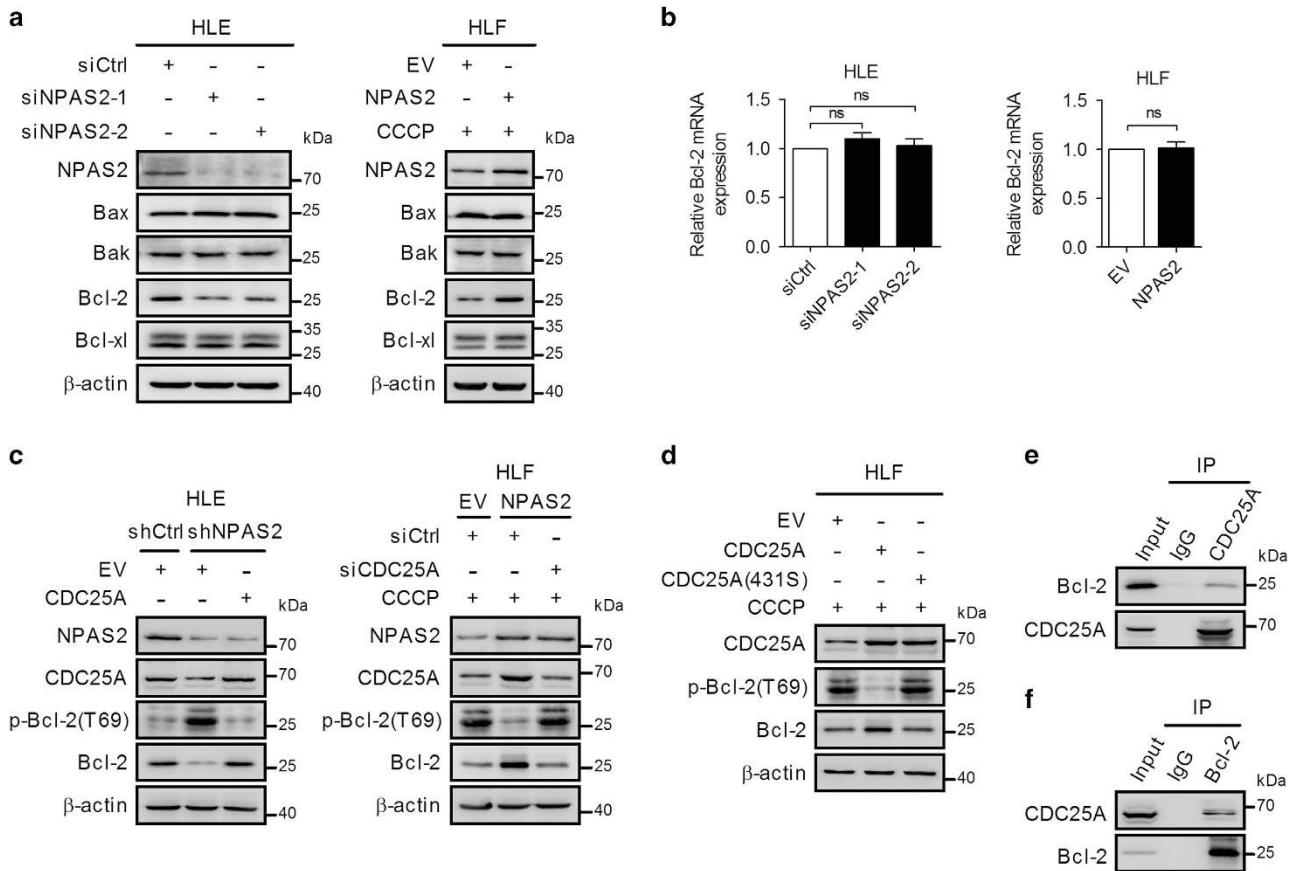 a
HLE
siCtrl + - -
siNPAS2-1 - + -
siNPAS2-2 - - + kDa
NPAS2 70
Bax 25
Bak 25
Bcl-2 25
Bcl-xl 35 25
β-actin 40
HLF
EV + -
NPAS2 - +
CCCP + + kDa
NPAS2 70
Bax 25
Bak 25
Bcl-2 25
Bcl-xl 35 25
β-actin 40
b
HLE
Relative Bcl-2 mRNA
expression
1.5
1.0
0.5
0.0
ns
ns
siCtrl
siNPAS2-1
siNPAS2-2
HLF
Relative Bcl-2 mRNA
expression
1.5
1.0
0.5
0.0
ns
EV
NPAS2
c
HLE
shCtrl shNPAS2
EV + + -
CDC25A - - + kDa
NPAS2 70
CDC25A 70
p-Bcl-2(T69) 25
Bcl-2 25
β-actin 40
HLF
EV NPAS2
siCtrl + + -
siCDC25A - - + kDa
CCCP + + +
NPAS2 70
CDC25A 70
p-Bcl-2(T69) 25
Bcl-2 25
β-actin 40
d
HLF
EV + - -
CDC25A - + -
CDC25A(431S) - - +
CCCP + + + kDa
CDC25A 70
p-Bcl-2(T69) 25
Bcl-2 25
β-actin 40
e
IP
Input IgG CDC25A kDa
Bcl-2 25
CDC25A 70
f
IP
Input IgG Bcl-2 kDa
CDC25A 70
Bcl-2 25